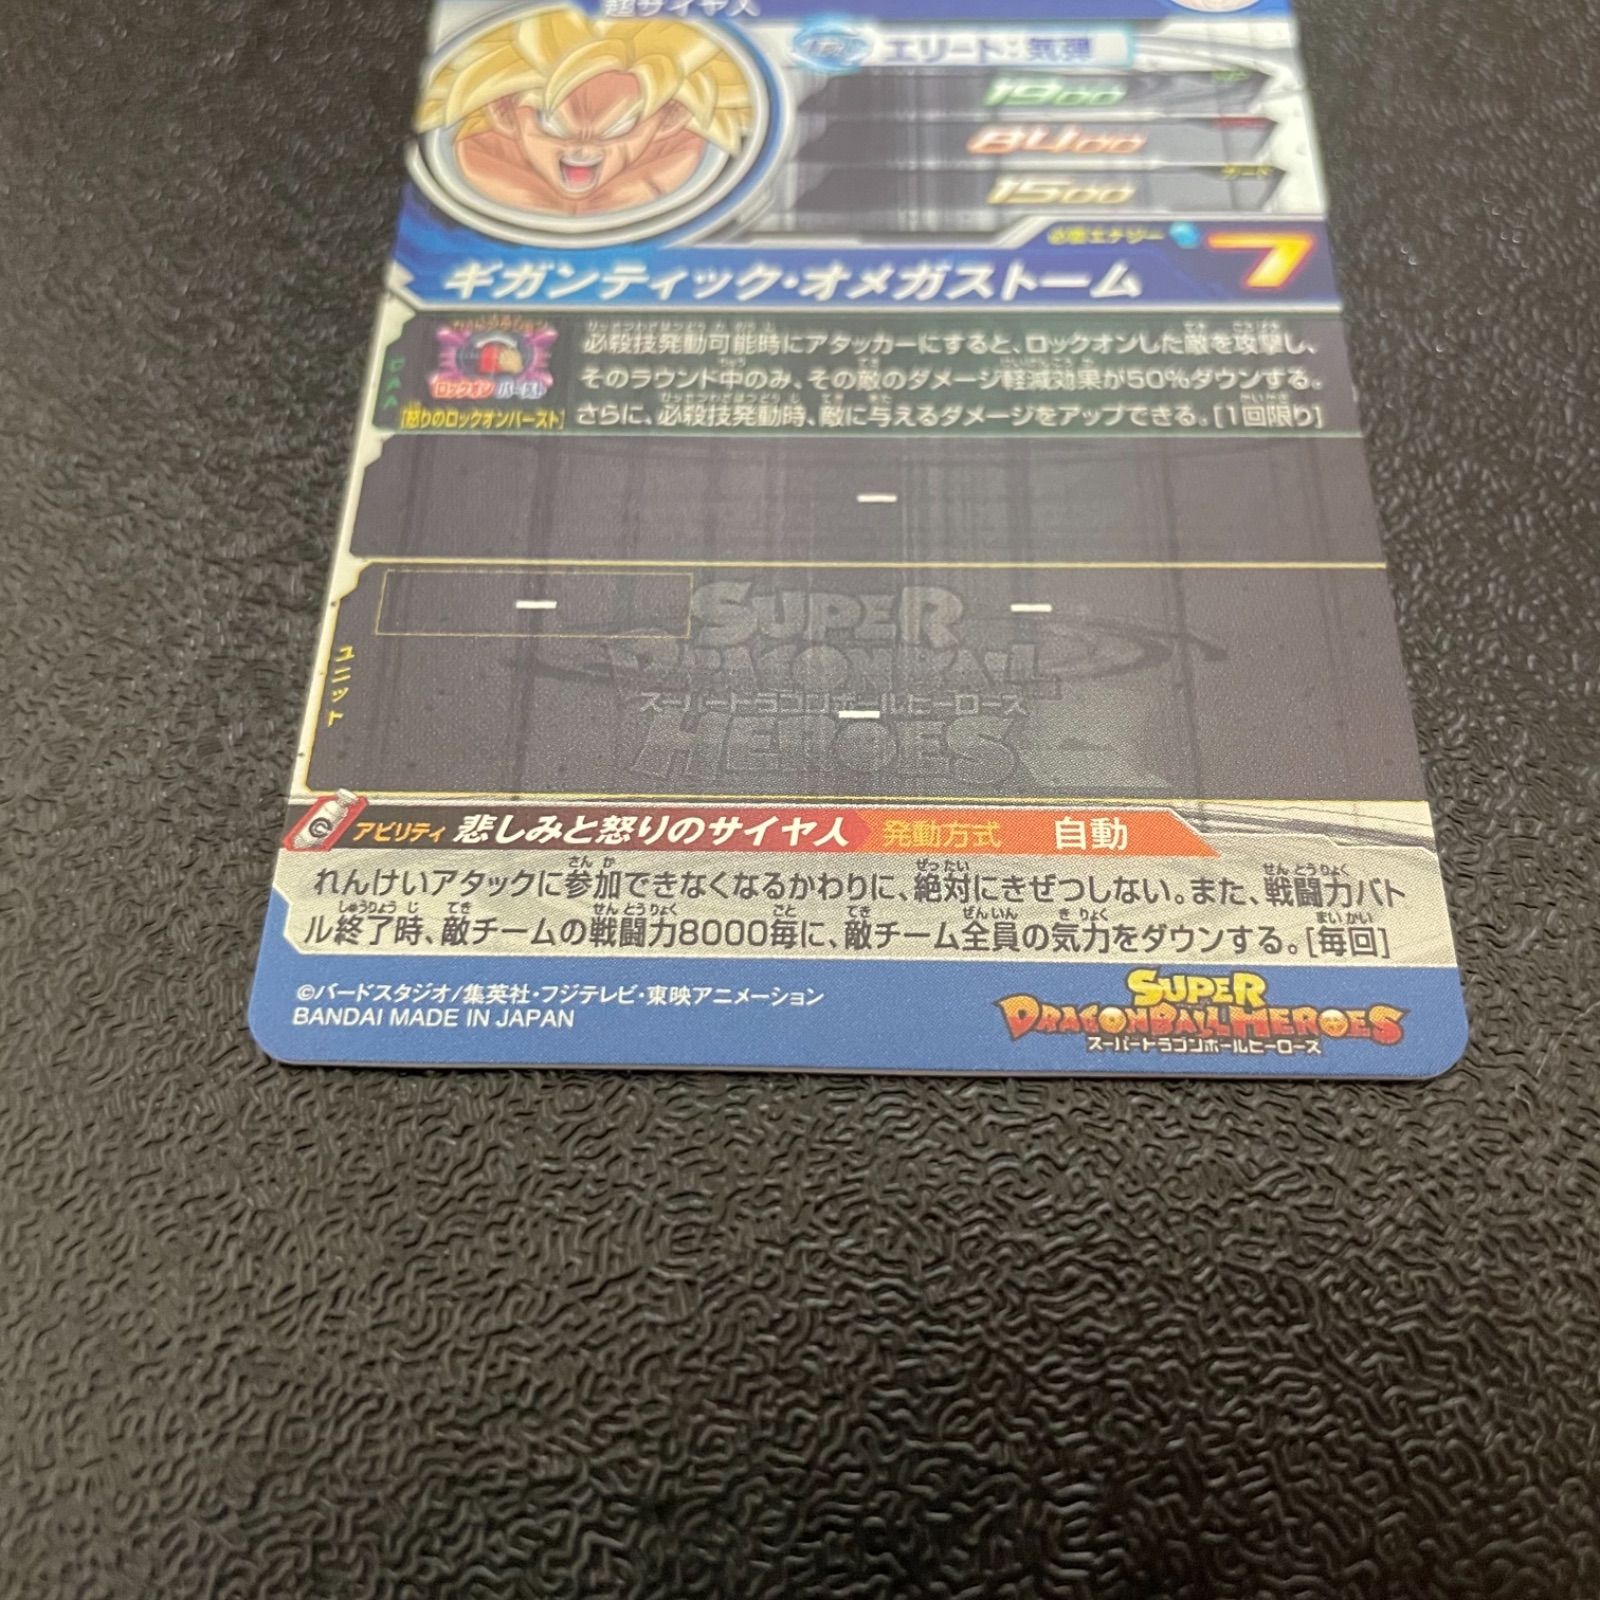 超サイヤ人
エリート：気弾
1900
8400
ガード
1500
必要エナジー 7
ギガンティック・オメガストーム
CAA
ロックオン バースト
[怒りのロックオンバースト]
必殺技発動可能時にアタッカーにすると、ロックオンした敵を攻撃し、
そのラウンド中のみ、その敵のダメージ軽減効果が50%ダウンする。
さらに、必殺技発動時、敵に与えるダメージをアップできる。[1回限り]
ー
ユニット
ー
ー
ー
SUPER
DRAGONBALL
スーパードラゴンボールヒーローズ
HEROES
アビリティ 悲しみと怒りのサイヤ人 発動方式 自動
れんけいアタックに参加できなくなるかわりに、絶対にきぜつしない。また、戦闘力バト
ル終了時、敵チームの戦闘力8000毎に、敵チーム全員の気力をダウンする。[毎回]
©バードスタジオ/集英社・フジテレビ・東映アニメーション
BANDAI MADE IN JAPAN
SUPER
DRAGONBALL HEROES
スーパードラゴンボールヒーローズ